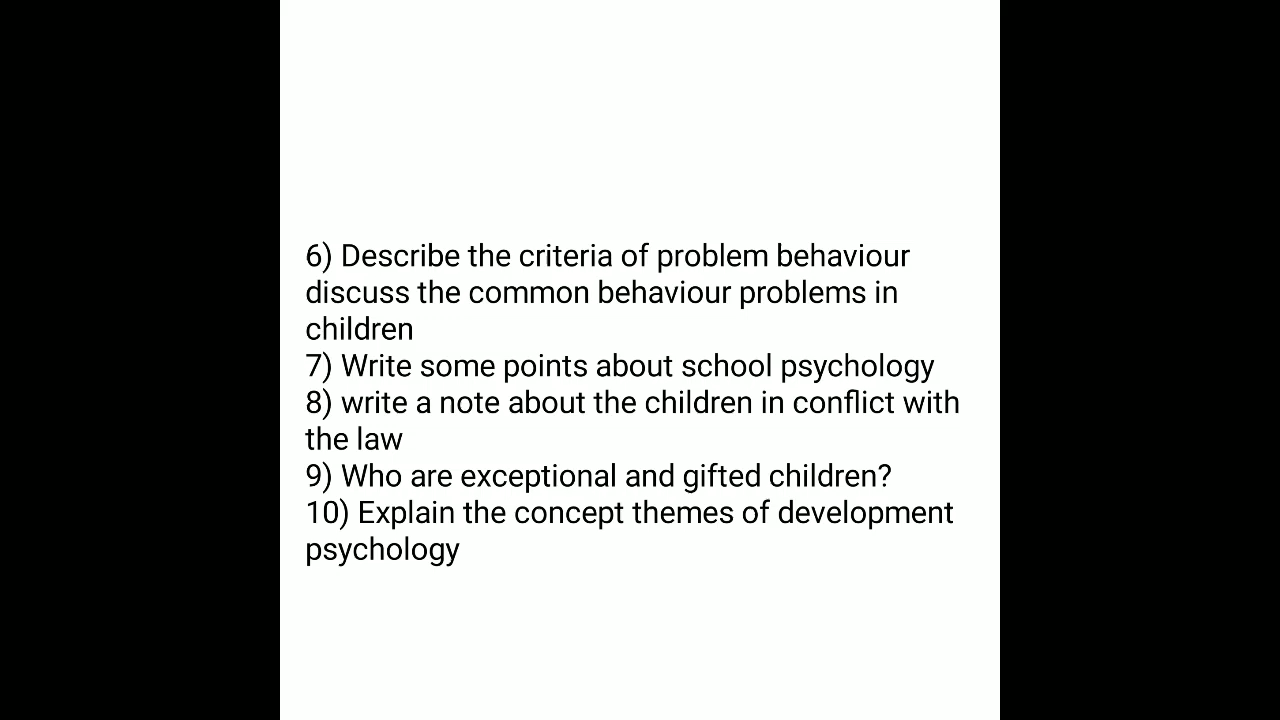 6) Describe the criteria of problem behaviour
discuss the common behaviour problems in
children
7) Write some points about school psychology
8) write a note about the children in conflict with
the law
9) Who are exceptional and gifted children?
10) Explain the concept themes of development
psychology